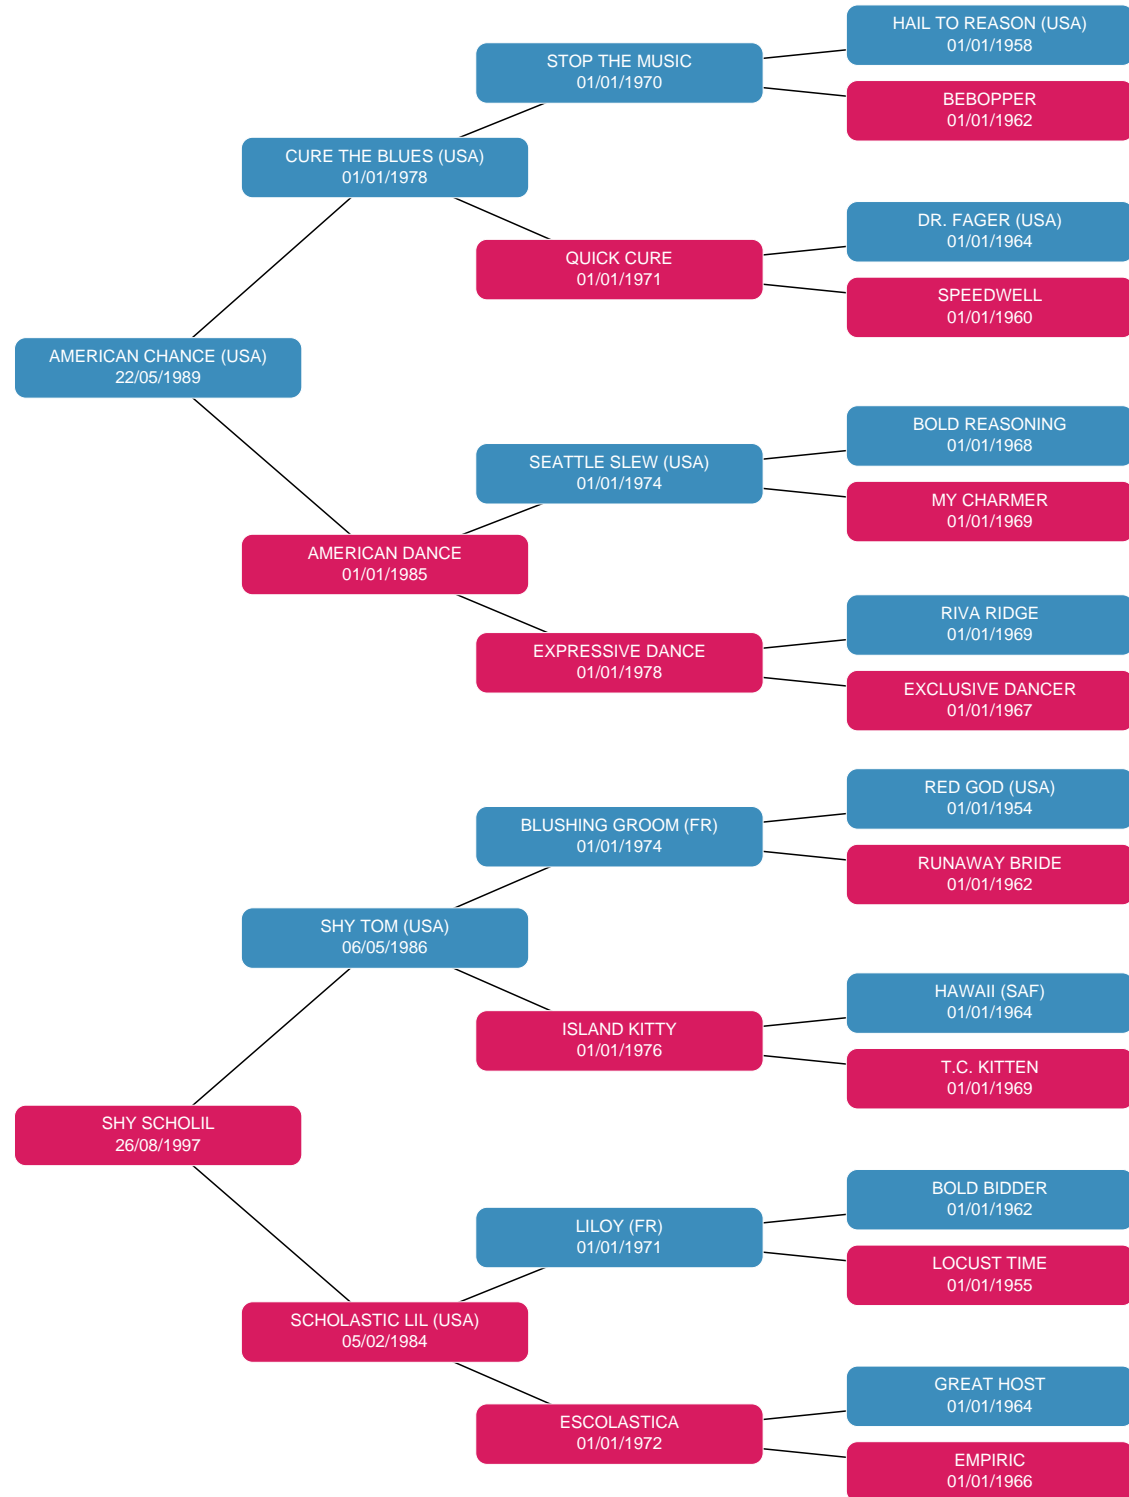 HAIL TO REASON (USA)
01/01/1958
STOP THE MUSIC
01/01/1970
BEBOPPER
01/01/1962
CURE THE BLUES (USA)
01/01/1978
DR. FAGER (USA)
01/01/1964
QUICK CURE
01/01/1971
SPEEDWELL
01/01/1960
AMERICAN CHANCE (USA)
22/05/1989
BOLD REASONING
01/01/1968
SEATTLE SLEW (USA)
01/01/1974
MY CHARMER
01/01/1969
AMERICAN DANCE
01/01/1985
RIVA RIDGE
01/01/1969
EXPRESSIVE DANCE
01/01/1978
EXCLUSIVE DANCER
01/01/1967
RED GOD (USA)
01/01/1954
BLUSHING GROOM (FR)
01/01/1974
RUNAWAY BRIDE
01/01/1962
SHY TOM (USA)
06/05/1986
HAWAII (SAF)
01/01/1964
ISLAND KITTY
01/01/1976
T.C. KITTEN
01/01/1969
SHY SCHOLIL
26/08/1997
BOLD BIDDER
01/01/1962
LILOY (FR)
01/01/1971
LOCUST TIME
01/01/1955
SCHOLASTIC LIL (USA)
05/02/1984
GREAT HOST
01/01/1964
ESCOLASTICA
01/01/1972
EMPIRIC
01/01/1966